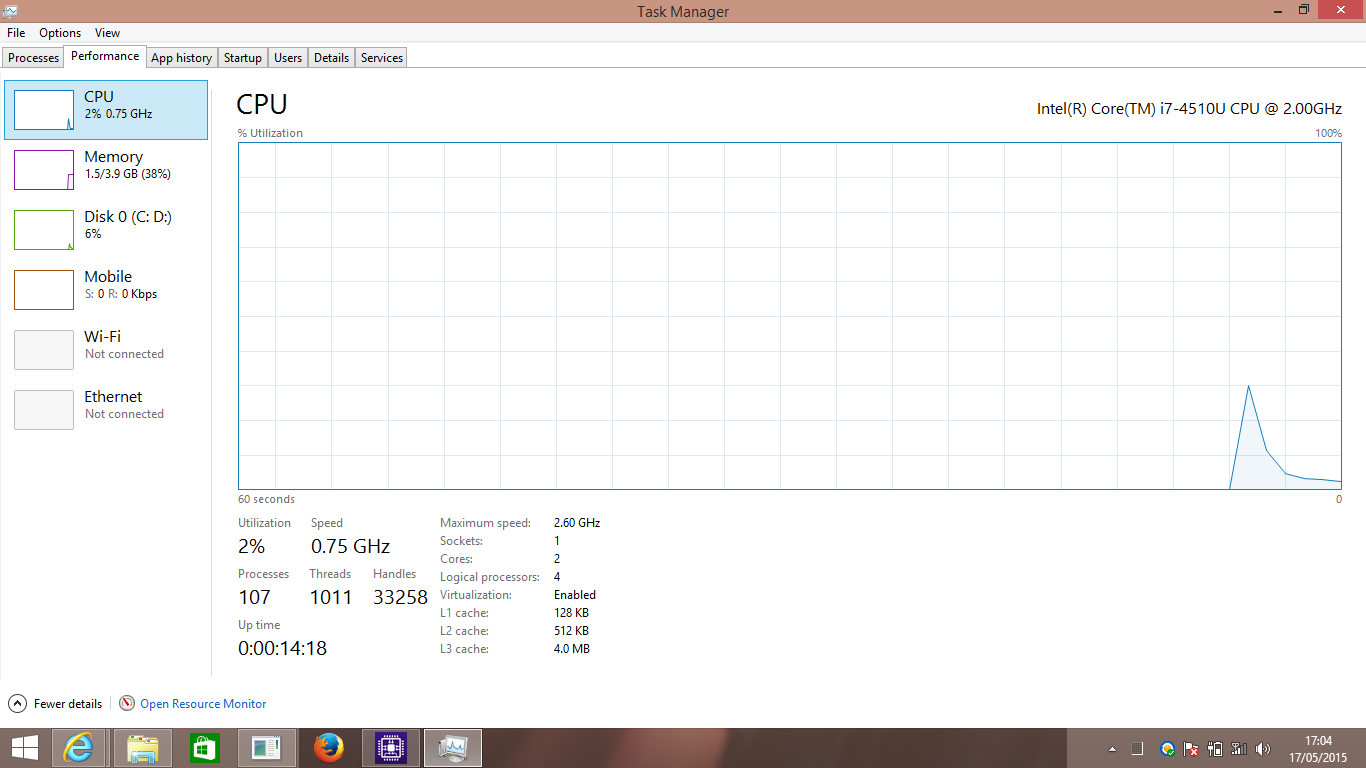 Task Manager
File Options View
Processes Performance App history Startup Users Details Services
CPU
2% 0.75 GHz
Memory
1.5/3.9 GB (38%)
Disk 0 (C: D:)
6%
Mobile
S: 0 R: 0 Kbps
Wi-Fi
Not connected
Ethernet
Not connected
CPU Intel(R) Core(TM) i7-4510U CPU @ 2.00GHz
% Utilization 100%
60 seconds 0
Utilization Speed
2% 0.75 GHz
Processes Threads Handles
107 1011 33258
Up time
0:00:14:18
Maximum speed: 2.60 GHz
Sockets: 1
Cores: 2
Logical processors: 4
Virtualization: Enabled
L1 cache: 128 KB
L2 cache: 512 KB
L3 cache: 4.0 MB
Fewer details Open Resource Monitor
17:04
17/05/2015